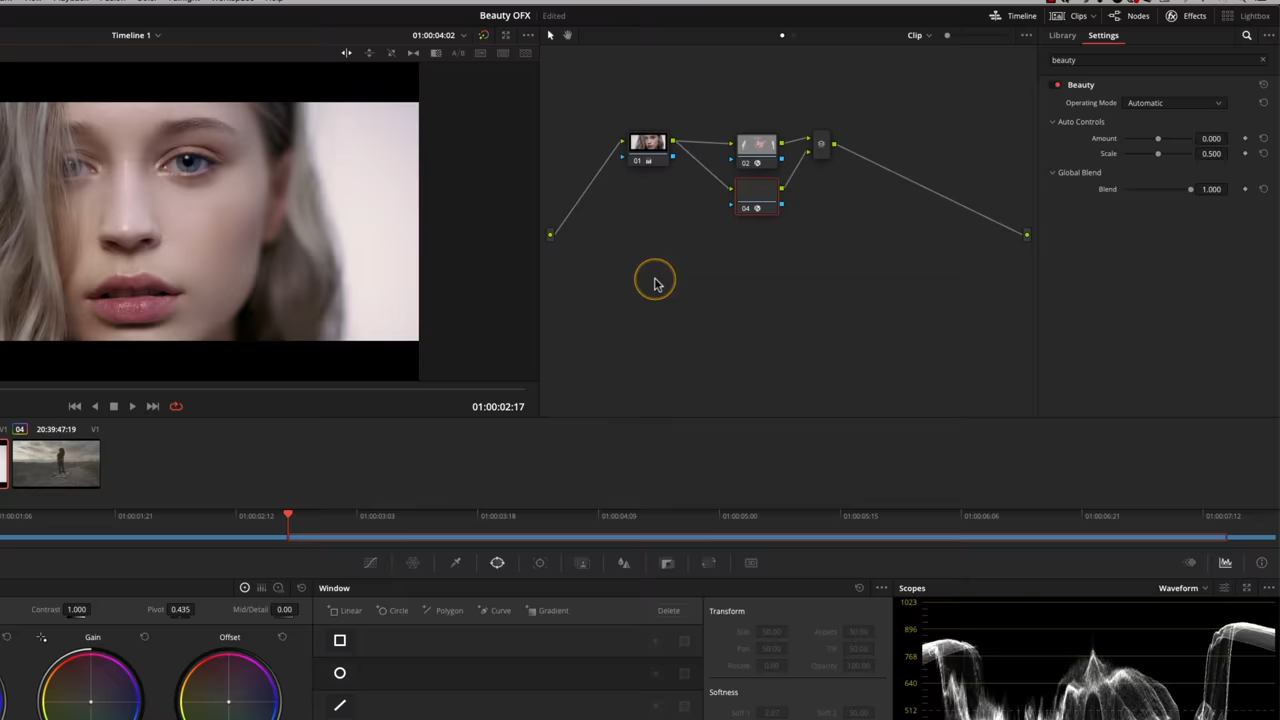 Beauty OFX Edited
Timeline Clips Nodes Effects Lightbox
Timeline 1 01:00:04:02 Clip Library Settings
A/B
beauty
Beauty
Operating Mode Automatic
Auto Controls
Amount 0.000
Scale 0.500
Global Blend
Blend 1.000
01 02
04
01:00:02:17
V1 04 20:39:47:19 V1
01:00:01:06 01:00:01:21 01:00:02:12 01:00:03:03 01:00:03:18 01:00:04:09 01:00:05:00 01:00:05:15 01:00:06:06 01:00:06:21 01:00:07:12
Window Scopes Waveform
Contrast 1.000 Pivot 0.435 Mid/Detail 0.00
Linear Circle Polygon Curve Gradient Delete
Transform
Gain Offset
Size 50.00 Aspect 50.00
Pan 50.00 Tilt 50.00
Rotate 0.00 Opacity 100.00
Softness
Soft 1 2.07
1023
896
768
640
512